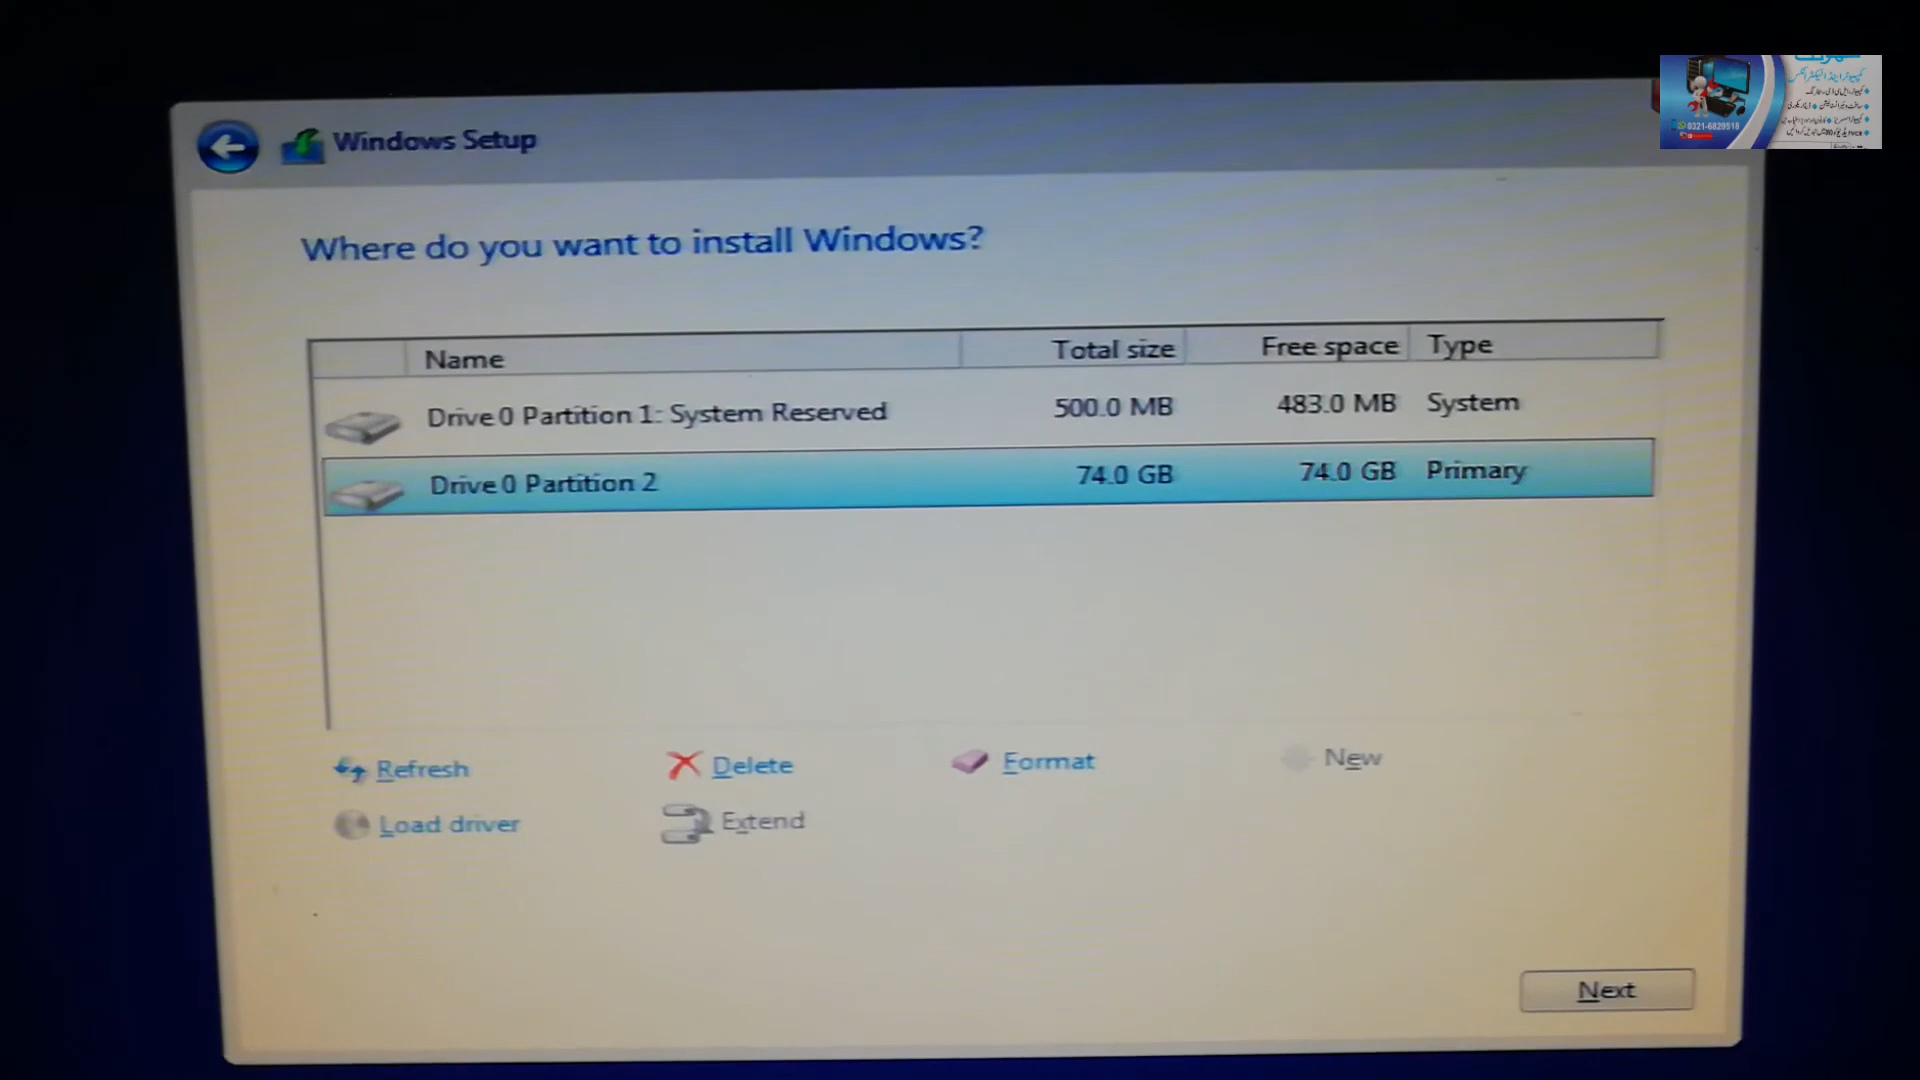 Windows Setup
Where do you want to install Windows?
Name Total size Free space Type
Drive 0 Partition 1: System Reserved 500.0 MB 483.0 MB System
Drive 0 Partition 2 74.0 GB 74.0 GB Primary
Refresh Delete Format New
Load driver Extend
Next
0321-6829518